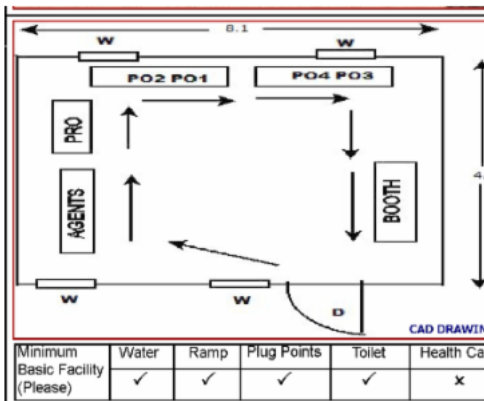 8.1
W W
PO2 PO1 PO4 PO3
PRO
AGENTS
BOOTH
4.
W W
D
CAD DRAWIN
Minimum Basic Facility (Please) Water Ramp Plug Points Toilet Health Ca
✓ ✓ ✓ ✓ x